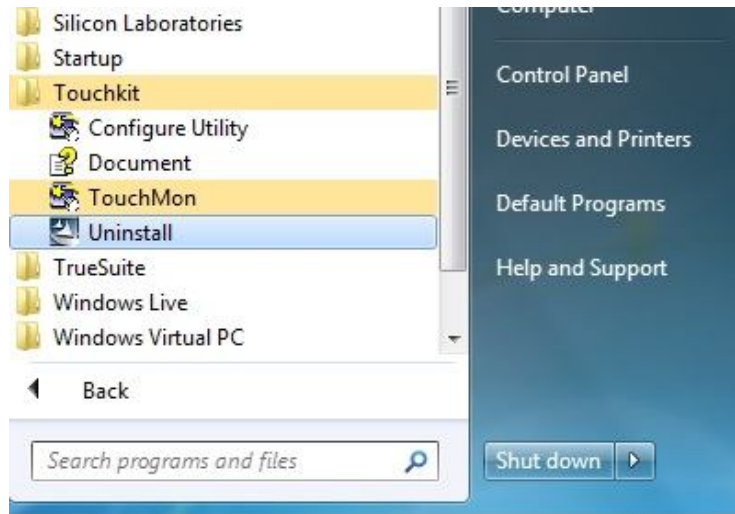 Silicon Laboratories
Startup
Touchkit
Configure Utility
Document
TouchMon
Uninstall
TrueSuite
Windows Live
Windows Virtual PC
Back
Search programs and files
Computer
Control Panel
Devices and Printers
Default Programs
Help and Support
Shut down